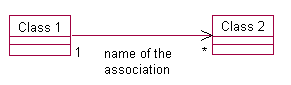 Class 1
Class 2
1
name of the
association
*